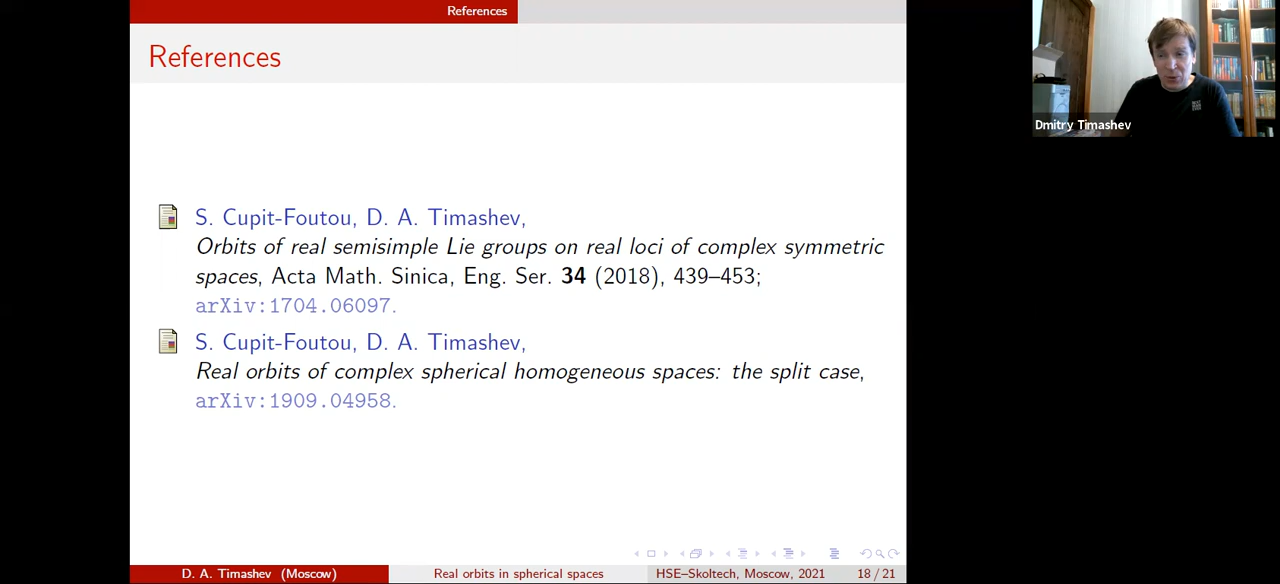 References
References
S. Cupit-Foutou, D. A. Timashev,
Orbits of real semisimple Lie groups on real loci of complex symmetric
spaces, Acta Math. Sinica, Eng. Ser. 34 (2018), 439–453;
arXiv:1704.06097.
S. Cupit-Foutou, D. A. Timashev,
Real orbits of complex spherical homogeneous spaces: the split case,
arXiv:1909.04958.
D. A. Timashev (Moscow)
Real orbits in spherical spaces
HSE–Skoltech, Moscow, 2021
18 / 21
Dmitry Timashev